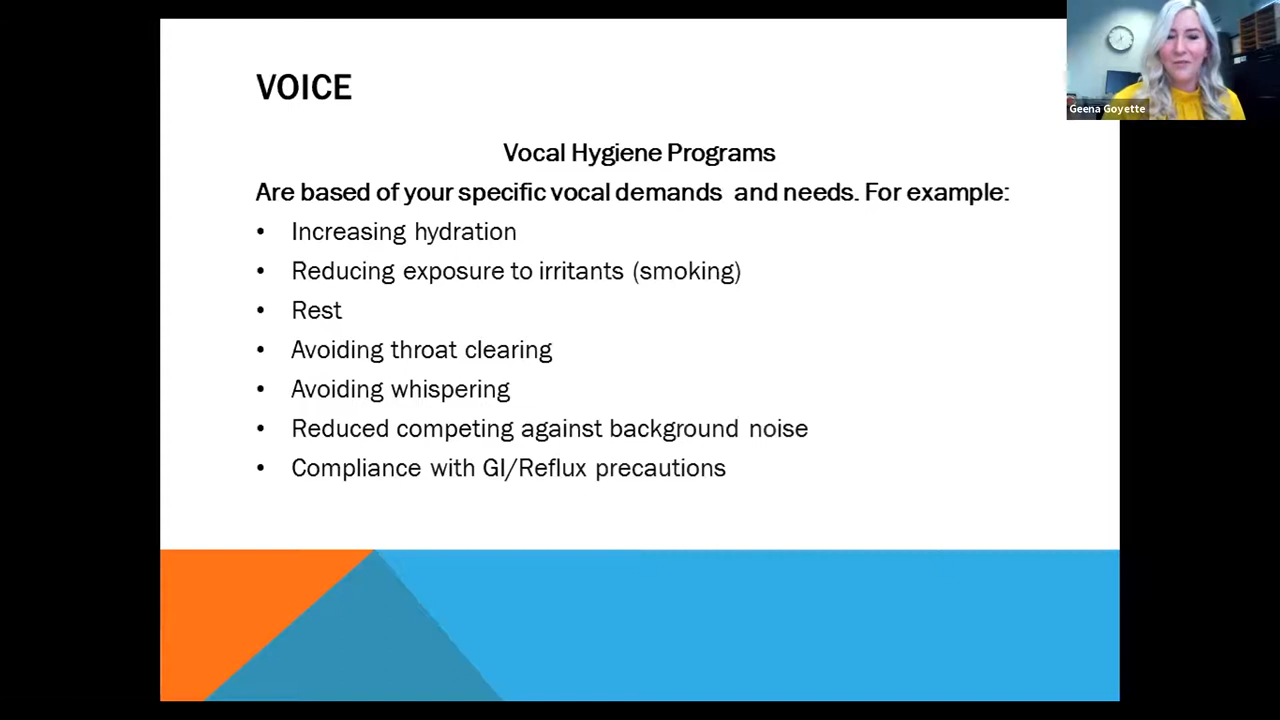 VOICE
Geena Goyette
Vocal Hygiene Programs
Are based of your specific vocal demands and needs. For example:
• Increasing hydration
• Reducing exposure to irritants (smoking)
• Rest
• Avoiding throat clearing
• Avoiding whispering
• Reduced competing against background noise
• Compliance with GI/Reflux precautions